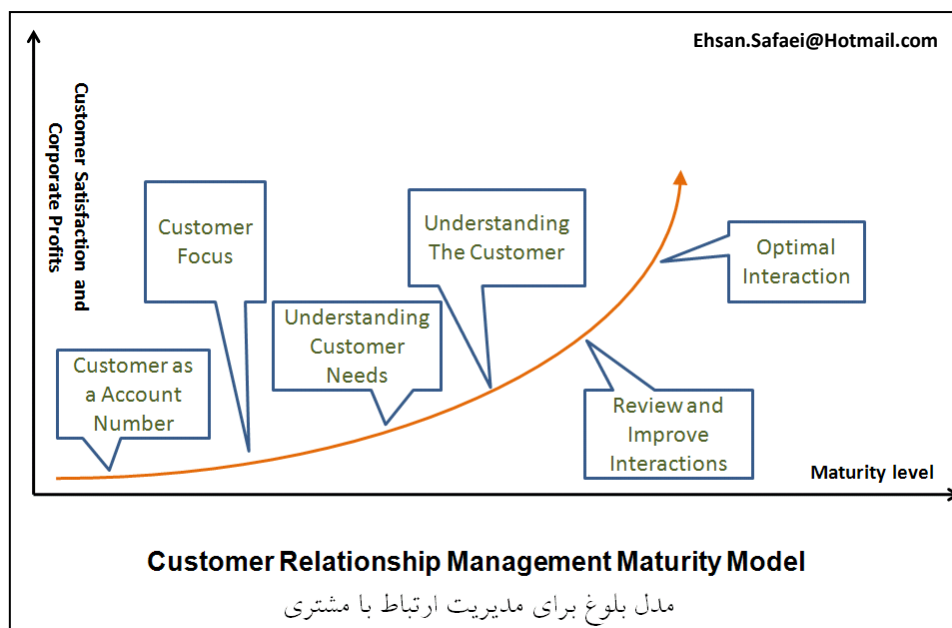 Ehsan.Safaei@Hotmail.com
Customer Satisfaction and
Corporate Profits
Customer as
a Account
Number
Customer
Focus
Understanding
Customer
Needs
Understanding
The Customer
Review and
Improve
Interactions
Optimal
Interaction
Maturity level
Customer Relationship Management Maturity Model
مدل بلوغ برای مدیریت ارتباط با مشتری